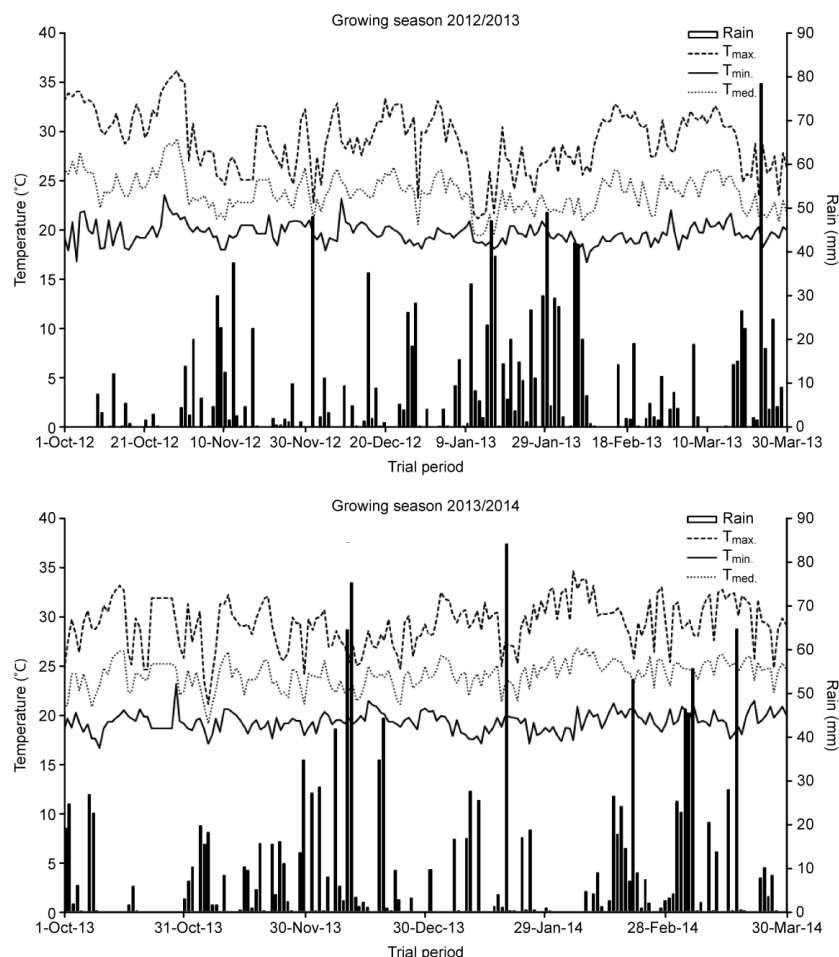 Growing season 2012/2013
Rain
Tmax.
Tmin.
Tmed.
Temperature (°C)
Rain (mm)
40
35
30
25
20
15
10
5
0
90
80
70
60
50
40
30
20
10
0
1-Oct-12 21-Oct-12 10-Nov-12 30-Nov-12 20-Dec-12 9-Jan-13 29-Jan-13 18-Feb-13 10-Mar-13 30-Mar-13
Trial period
Growing season 2013/2014
Rain
Tmax.
Tmin.
Tmed.
Temperature (°C)
Rain (mm)
40
35
30
25
20
15
10
5
0
90
80
70
60
50
40
30
20
10
0
1-Oct-13 31-Oct-13 30-Nov-13 30-Dec-13 29-Jan-14 28-Feb-14 30-Mar-14
Trial period